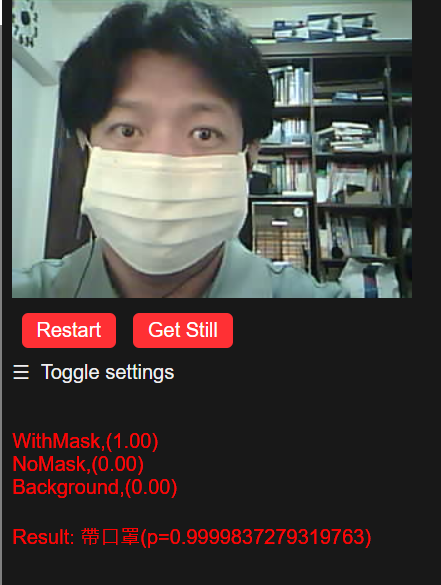 Restart
Get Still
☰ Toggle settings
WithMask,(1.00)
NoMask,(0.00)
Background,(0.00)
Result: 帶口罩(p=0.9999837279319763)